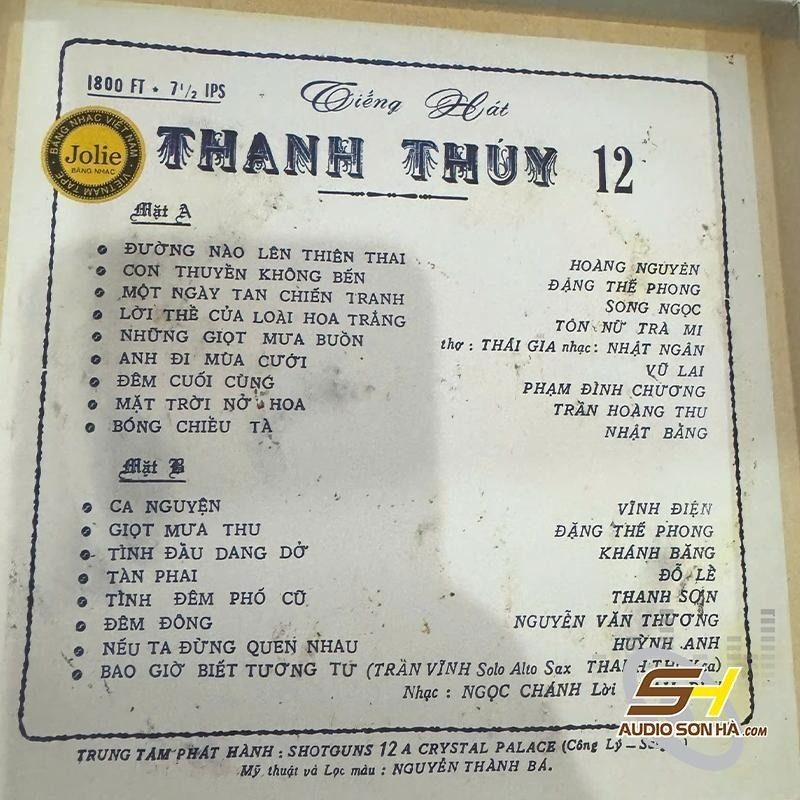 1800 FT • 7 1/2 IPS
Tiếng Hát
THANH THÚY 12
BĂNG NHẠC VIỆT NAM
Jolie
BĂNG NHẠC
VIETNAM TAPE
Mặt A
ĐƯỜNG NÀO LÊN THIÊN THAI HOÀNG NGUYÊN
CON THUYỀN KHÔNG BẾN ĐẶNG THẾ PHONG
MỘT NGÀY TAN CHIẾN TRANH SONG NGỌC
LỜI THỀ CỦA LOÀI HOA TRẮNG TÔN NỮ TRÀ MI
NHỮNG GIỌT MƯA BUỒN thơ : THÁI GIA nhạc : NHẬT NGÂN
ANH ĐI MÙA CƯỚI VŨ LAI
ĐÊM CUỐI CÙNG PHẠM ĐÌNH CHƯƠNG
MẶT TRỜI NỞ HOA TRẦN HOÀNG THU
BÓNG CHIỀU TÀ NHẬT BẰNG
Mặt B
CA NGUYỆN VĨNH ĐIỆN
GIỌT MƯA THU ĐẶNG THẾ PHONG
TÌNH ĐẦU DANG DỞ KHÁNH BĂNG
TÀN PHAI ĐỖ LỄ
TÌNH ĐÊM PHỐ CŨ THANH SƠN
ĐÊM ĐÔNG NGUYỄN VĂN THƯƠNG
NẾU TA ĐỪNG QUEN NHAU HUỲNH ANH
BAO GIỜ BIẾT TƯƠNG TƯ (TRẦN VĨNH Solo Alto Sax THANH THÚY ca)
Nhạc : NGỌC CHÁNH Lời
SH
AUDIO SƠN HÀ.COM
TRUNG TÂM PHÁT HÀNH : SHOTGUNS 12 A CRYSTAL PALACE (Công Lý –
Mỹ thuật và Lọc màu : NGUYỄN THÀNH BÁ.